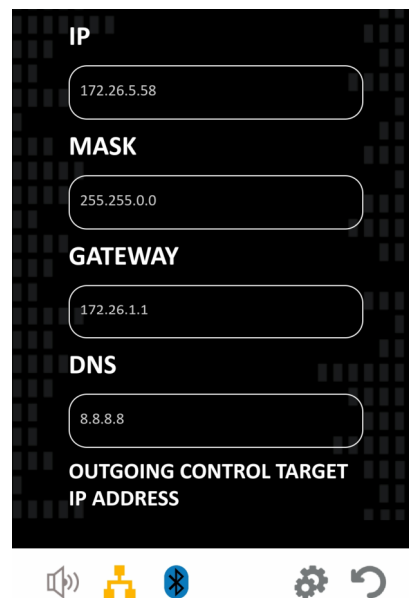 IP
172.26.5.58
MASK
255.255.0.0
GATEWAY
172.26.1.1
DNS
8.8.8.8
OUTGOING CONTROL TARGET
IP ADDRESS